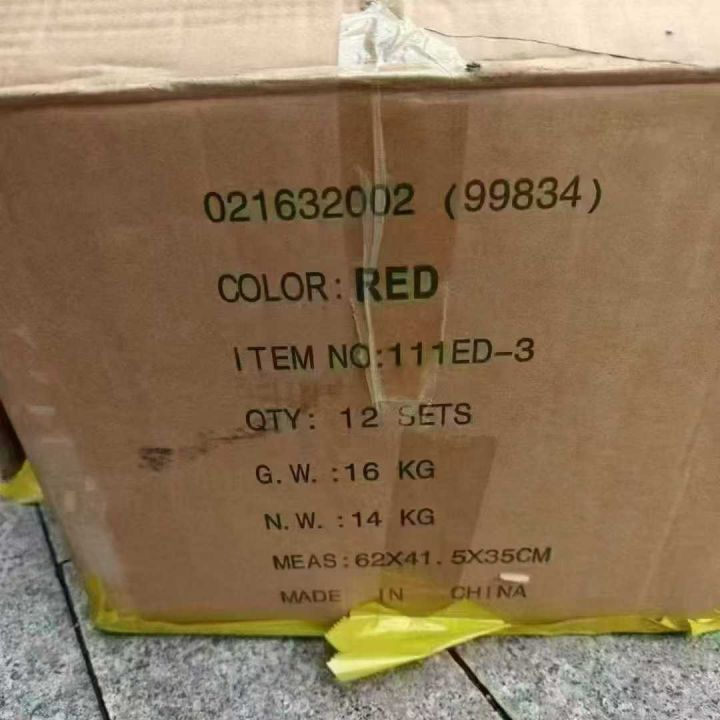 021632002 (99834)
COLOR: RED
ITEM NO:111ED-3
QTY: 12 SETS
G.W.:16 KG
N.W.:14 KG
MEAS:62X41.5X35CM
MADE IN CHINA